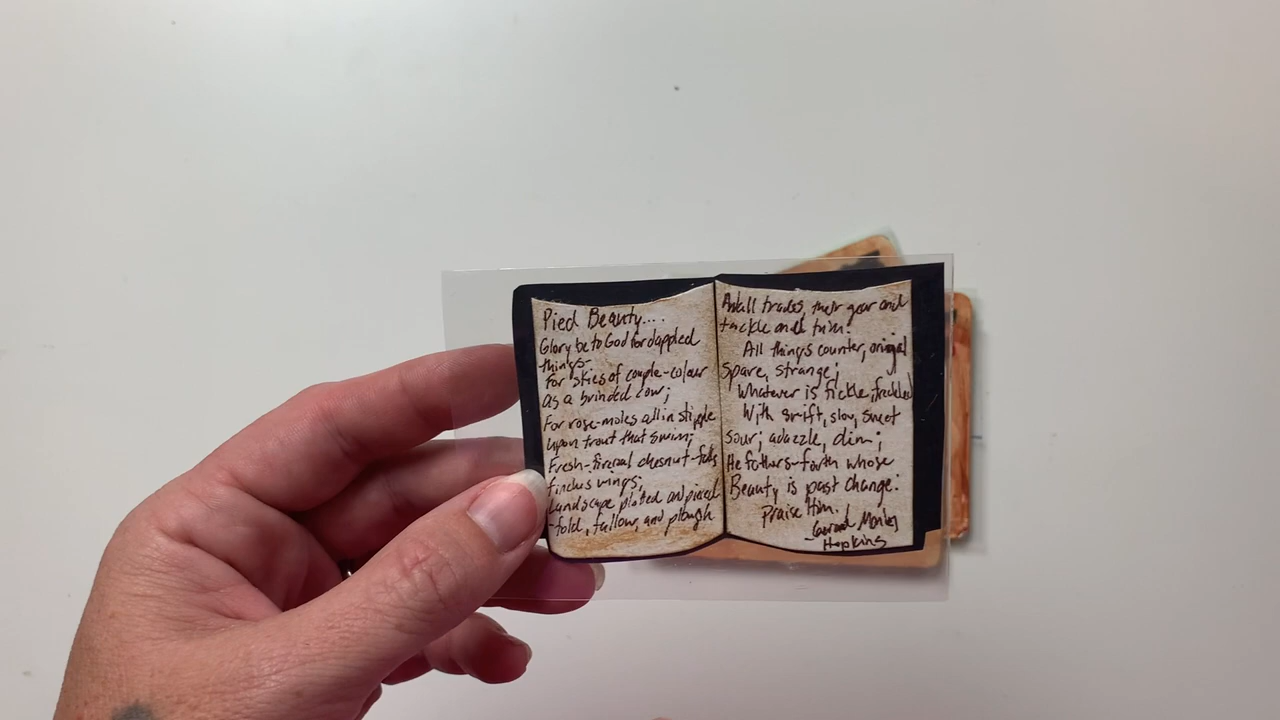 Pied Beauty...
Glory be to God for dappled
things-
For skies of couple-colour
as a brinded cow;
For rose-moles all in stipple
upon trout that swim;
Fresh-firecoal chesnut-falls
finches wings;
Landscape plotted and pieced
-fold, fallow, and plough
And all trades, their gear and
tackle and trim.
All things counter, original
Spare, strange;
Whatever is fickle, freckled
With swift, slow, sweet
sour; adazzle, dim;
He fathers-forth whose
Beauty is past change:
Praise Him.
-Gerard Manley
Hopkins